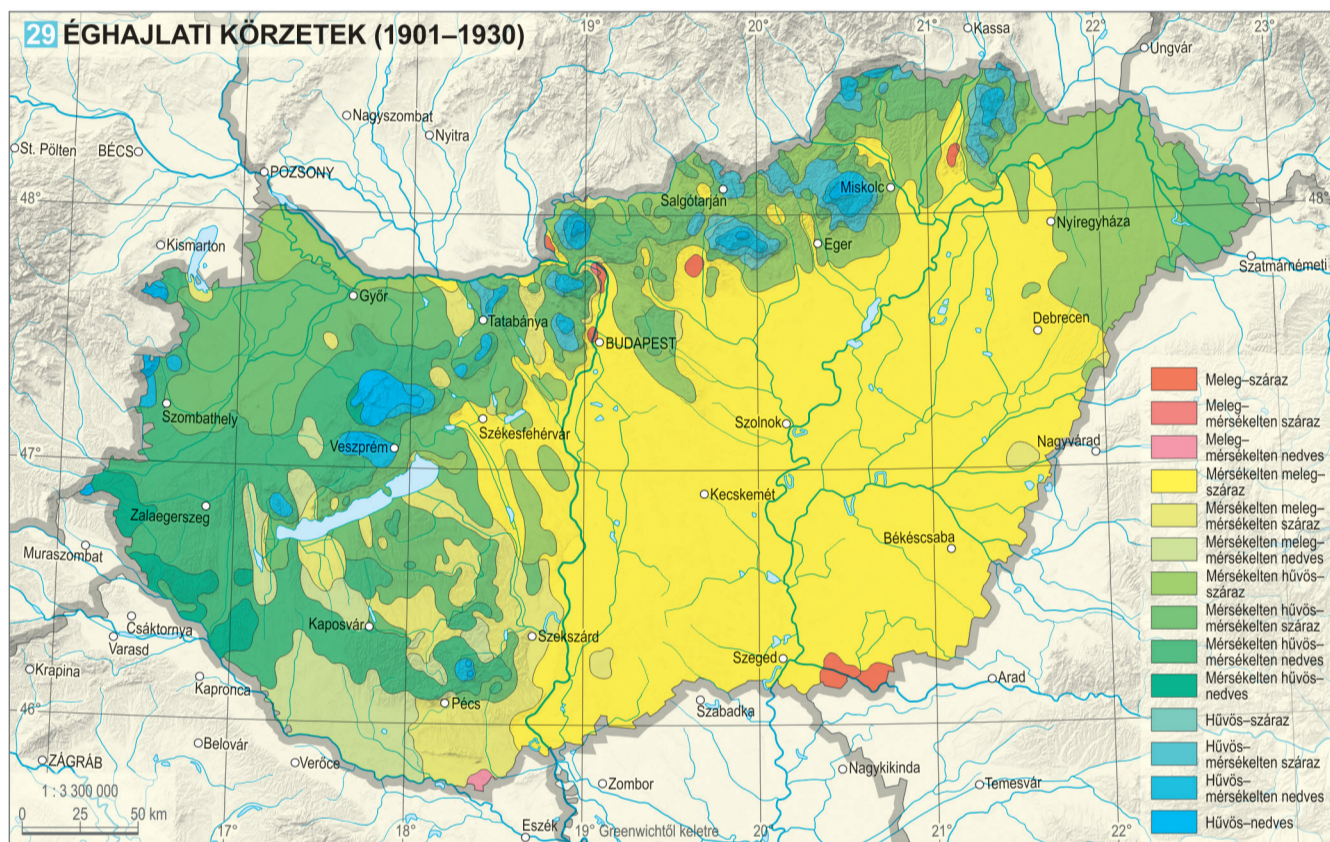 29 ÉGHAJLATI KÖRZETEK (1901–1930)
19°
20°
21°
22°
23°
Kassa
Ungvár
Nagyszombat
Nyitra
St. Pölten
BÉCS
POZSONY
48°
48°
Salgótarján
Miskolc
Eger
Nyíregyháza
Szatmárnémeti
Kismarton
Győr
Tatabánya
BUDAPEST
Debrecen
Szombathely
Székesfehérvár
Szolnok
Veszprém
Nagyvárad
47°
Kecskemét
Zalaegerszeg
Békéscsaba
Muraszombat
Csáktornya
Varasd
Kaposvár
Szekszárd
Szeged
Krapina
Kapronca
Arad
Pécs
Szabadka
46°
Belovár
ZÁGRÁB
Verőce
Zombor
Nagykikinda
Temesvár
Eszék
1 : 3 300 000
0 25 50 km
17°
18°
19°
Greenwichtől keletre
20°
21°
22°
Meleg–száraz
Meleg–
mérsékelten száraz
Meleg–
mérsékelten nedves
Mérsékelten meleg–
száraz
Mérsékelten meleg–
mérsékelten száraz
Mérsékelten meleg–
mérsékelten nedves
Mérsékelten hűvös–
száraz
Mérsékelten hűvös–
mérsékelten száraz
Mérsékelten hűvös–
mérsékelten nedves
Mérsékelten hűvös–
nedves
Hűvös–száraz
Hűvös–
mérsékelten száraz
Hűvös–
mérsékelten nedves
Hűvös–nedves